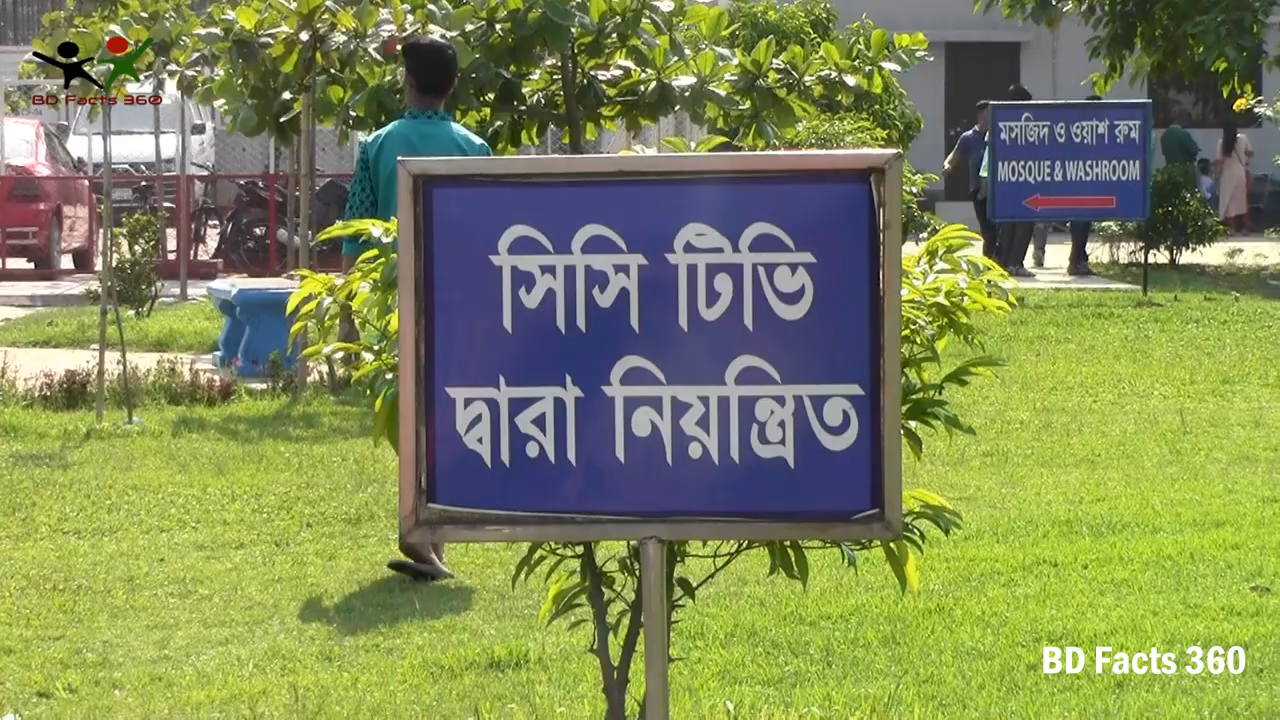 BD Facts 360
মসজিদ ও ওয়াশ রুম
MOSQUE & WASHROOM
সিসি টিভি
দ্বারা নিয়ন্ত্রিত
BD Facts 360